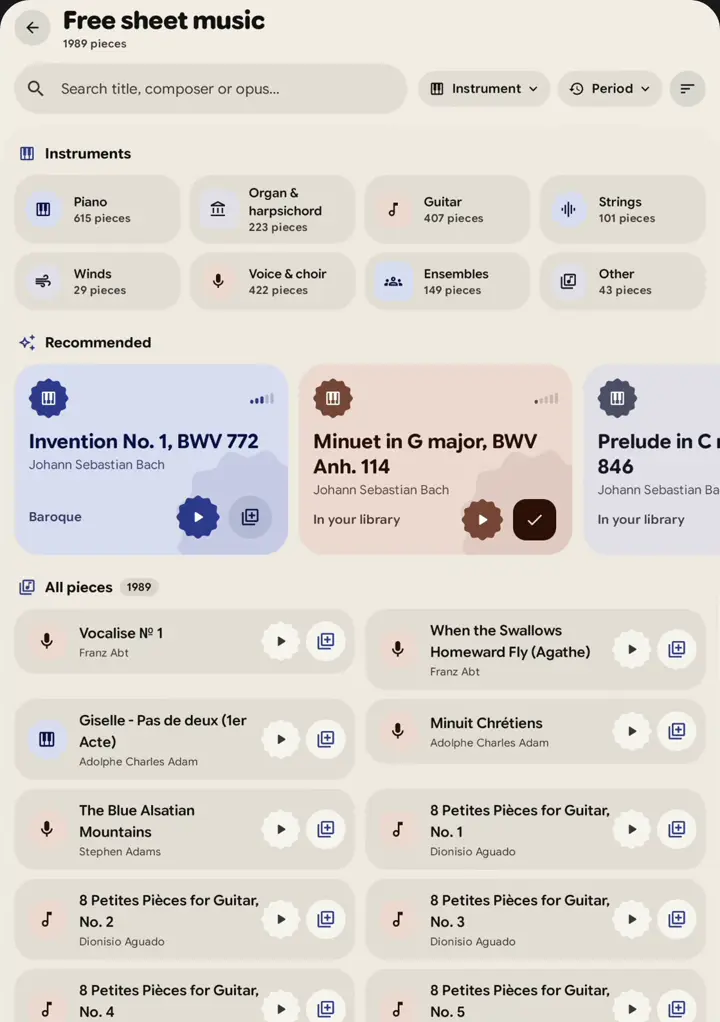 Free sheet music
1989 pieces
Search title, composer or opus...
Instrument
Period
Instruments
Piano
615 pieces
Organ &
harpsichord
223 pieces
Guitar
407 pieces
Strings
101 pieces
Winds
29 pieces
Voice & choir
422 pieces
Ensembles
149 pieces
Other
43 pieces
Recommended
Invention No. 1, BWV 772
Johann Sebastian Bach
Baroque
Minuet in G major, BWV
Anh. 114
Johann Sebastian Bach
In your library
Prelude in C
846
Johann Sebastian Ba
In your library
All pieces
1989
Vocalise № 1
Franz Abt
When the Swallows
Homeward Fly (Agathe)
Franz Abt
Giselle - Pas de deux (1er
Acte)
Adolphe Charles Adam
Minuit Chrétiens
Adolphe Charles Adam
The Blue Alsatian
Mountains
Stephen Adams
8 Petites Pièces for Guitar,
No. 1
Dionisio Aguado
8 Petites Pièces for Guitar,
No. 2
Dionisio Aguado
8 Petites Pièces for Guitar,
No. 3
Dionisio Aguado
8 Petites Pièces for Guitar,
No. 4
8 Petites Pièces for Guitar,
No. 5